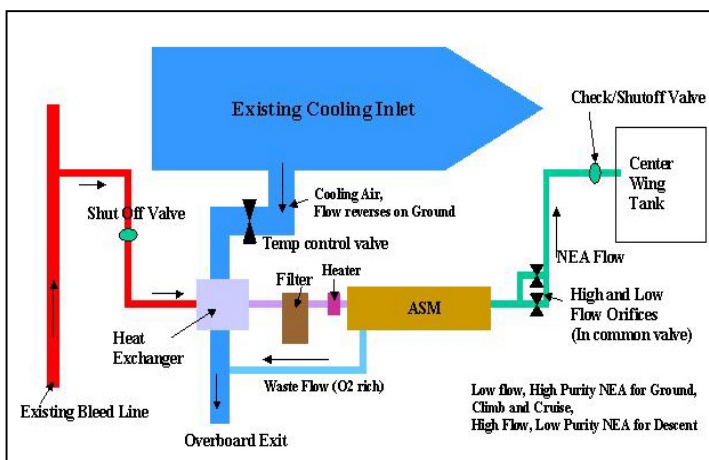 Existing Cooling Inlet
Check/Shutoff Valve
Center
Wing
Tank
Cooling Air,
Flow reverses on Ground
Shut Off Valve
Temp control valve
NEA Flow
Filter
Heater
ASM
High and Low
Flow Orifices
(In common valve)
Heat
Exchanger
Waste Flow (O2 rich)
Existing Bleed Line
Overboard Exit
Low flow, High Purity NEA for Ground,
Climb and Cruise,
High Flow, Low Purity NEA for Descent